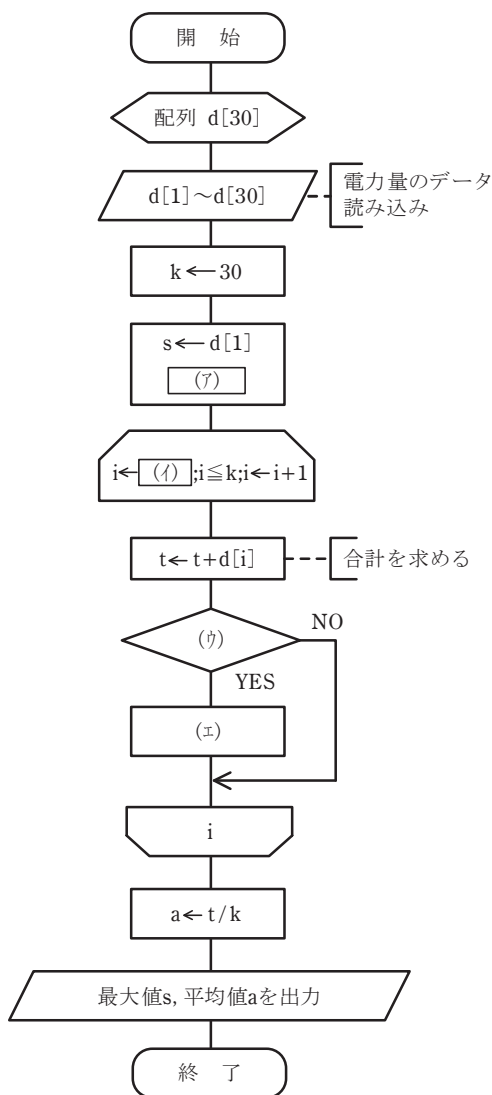 開 始
配列 d[30]
d[1]～d[30]
電力量のデータ
読み込み
k←30
s←d[1]
(ア)
i←(イ);i≦k;i←i+1
t←t+d[i]
合計を求める
(ウ)
NO
YES
(エ)
i
a←t/k
最大値s, 平均値aを出力
終 了